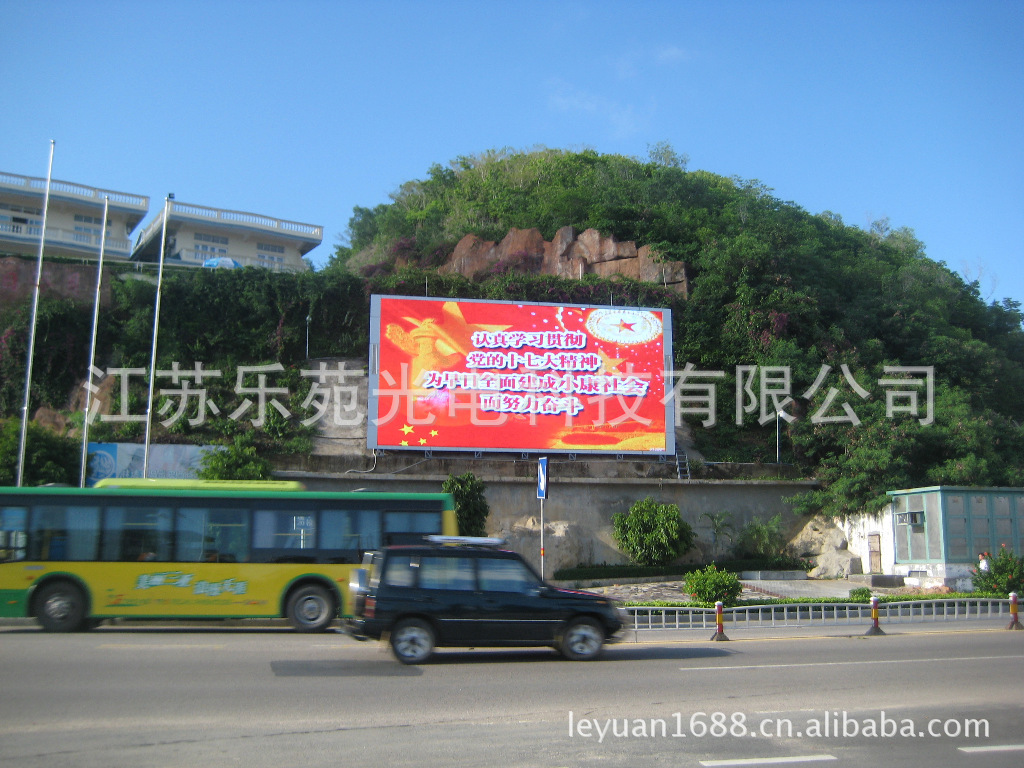 认真学习贯彻
党的十七大精神
为早日全面建成小康社会
而努力奋斗
江苏乐苑光电科技有限公司
leyuan1688.cn.alibaba.com